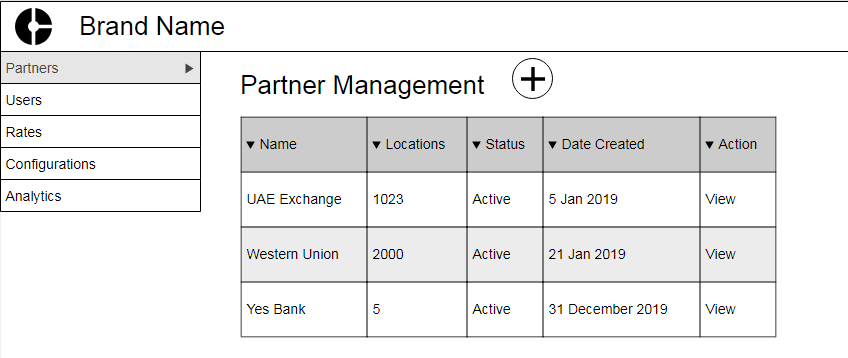 Brand Name
Partners
Users
Rates
Configurations
Analytics
Partner Management
Name Locations Status Date Created Action
UAE Exchange 1023 Active 5 Jan 2019 View
Western Union 2000 Active 21 Jan 2019 View
Yes Bank 5 Active 31 December 2019 View